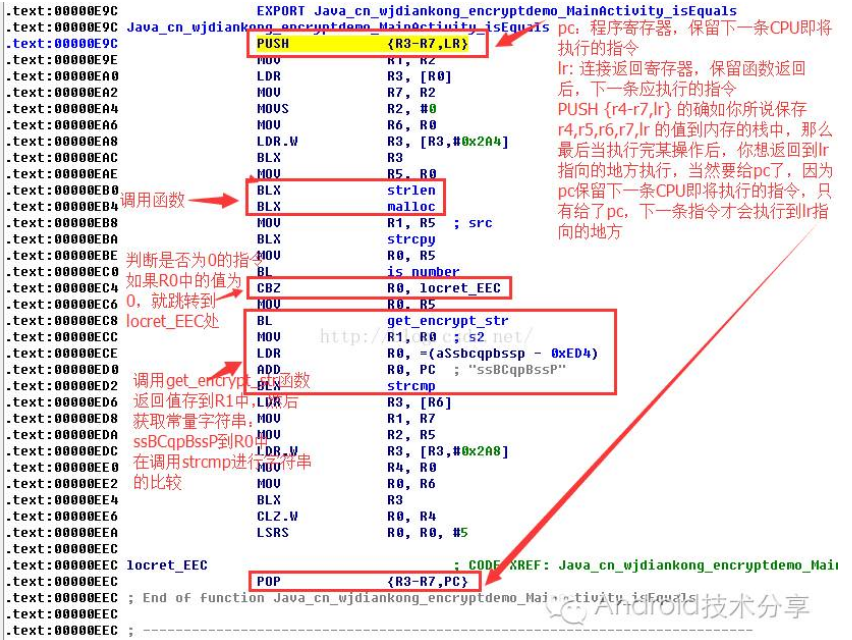 .text:00000E9C EXPORT Java_cn_wjdiankong_encryptdemo_MainActivity_isEquals
.text:00000E9C Java_cn_wjdiankong_encryptdemo_MainActivity_isEquals
.text:00000E9C PUSH {R3-R7,LR}
.text:00000E9E MOV R1, R2
.text:00000EA0 LDR R3, [R0]
.text:00000EA2 MOV R7, R2
.text:00000EA4 MOVS R2, #0
.text:00000EA6 MOV R6, R0
.text:00000EA8 LDR.W R3, [R3,#0x2A4]
.text:00000EAC BLX R3
.text:00000EAE MOV R5, R0
.text:00000EB0 BLX strlen
.text:00000EB4 BLX malloc
.text:00000EB8 MOV R1, R5 ; src
.text:00000EBA BLX strcpy
.text:00000EBE MOV R0, R5
.text:00000EC0 BL is_number
.text:00000EC4 CBZ R0, locret_EEC
.text:00000EC6 MOV R0, R5
.text:00000EC8 BL get_encrypt_str
.text:00000ECC MOV R1, R0 ; s2
.text:00000ECE LDR R0, =(aSsbcqpbssp - 0xED4)
.text:00000ED0 ADD R0, PC ; "ssBCqpBssP"
.text:00000ED2 BLX strcmp
.text:00000ED6 LDR R3, [R6]
.text:00000ED8 MOV R1, R7
.text:00000EDA MOV R2, R5
.text:00000EDC LDR.W R3, [R3,#0x2A8]
.text:00000EE0 MOV R4, R0
.text:00000EE2 MOV R0, R6
.text:00000EE4 BLX R3
.text:00000EE6 CLZ.W R0, R4
.text:00000EEA LSRS R0, R0, #5
.text:00000EEC
.text:00000EEC locret_EEC ; CODE XREF: Java_cn_wjdiankong_encryptdemo_Main
.text:00000EEC POP {R3-R7,PC}
.text:00000EEC ; End of function Java_cn_wjdiankong_encryptdemo_MainActivity_isEquals
.text:00000EEC
.text:00000EEC ; ---------------------------------------------------------------------------
pc：程序寄存器，保留下一条CPU即将
执行的指令
lr: 连接返回寄存器，保留函数返回
后，下一条应执行的指令
PUSH {r4-r7,lr} 的确如你所说保存
r4,r5,r6,r7,lr 的值到内存的栈中，那么
最后当执行完某操作后，你想返回到lr
指向的地方执行，当然要给pc了，因为
pc保留下一条CPU即将执行的指令，只
有给了pc，下一条指令才会执行到lr指
向的地方
调用函数
判断是否为0的指令
如果R0中的值为
0，就跳转到
locret_EEC处
调用get_encrypt_str函数
返回值存到R1中，然后
获取常量字符串：
ssBCqpBssP到R0中
在调用strcmp进行字符串
的比较
Android技术分享